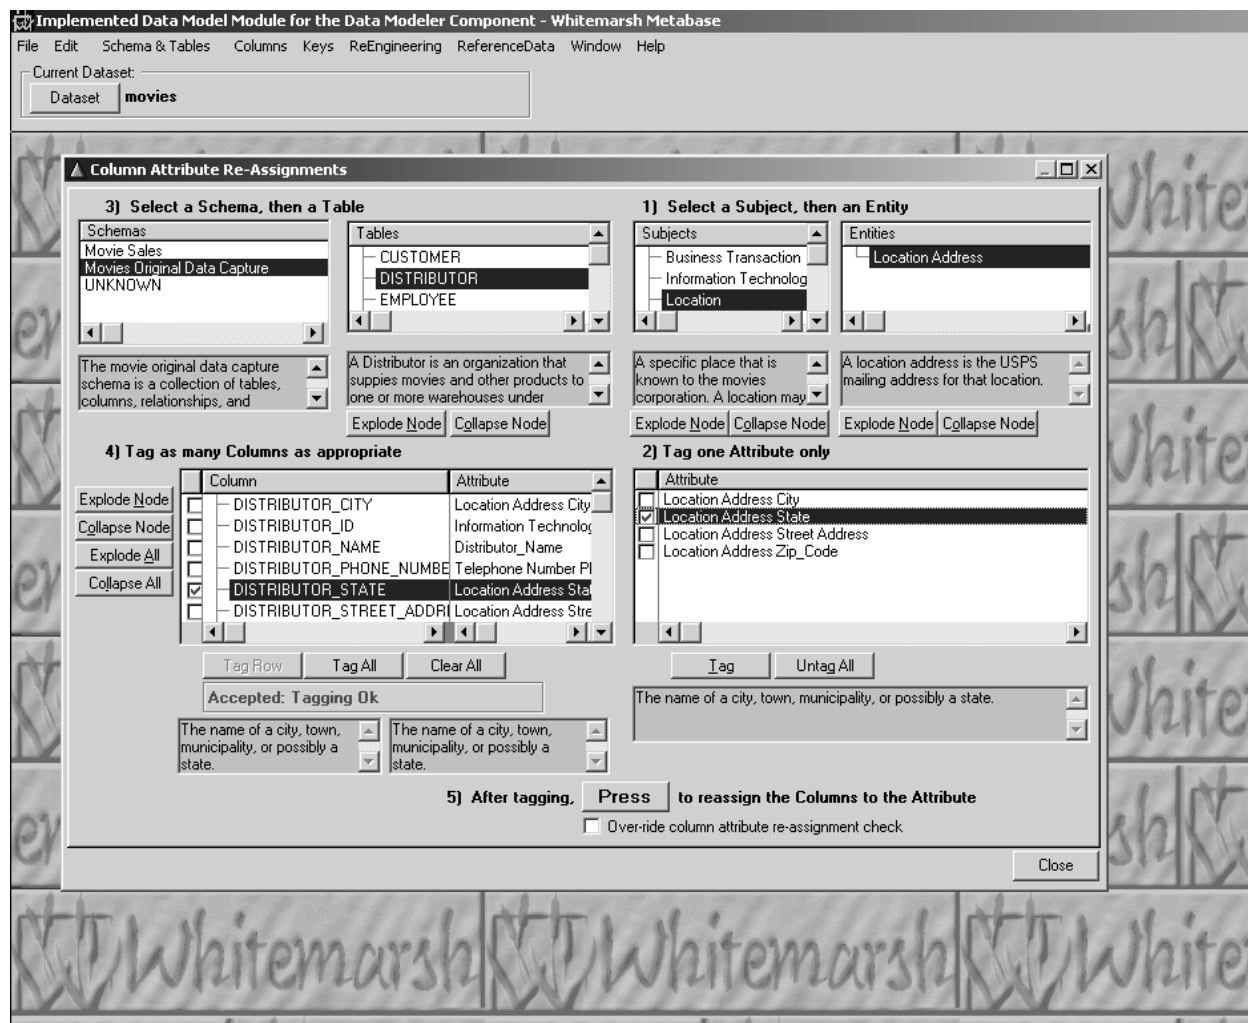 Implemented Data Model Module for the Data Modeler Component - Whitemarsh Metabase
File Edit Schema & Tables Columns Keys ReEngineering ReferenceData Window Help
Current Dataset:
Dataset movies
Column Attribute Re-Assignments
3) Select a Schema, then a Table
Schemas
Movie Sales
Movies Original Data Capture
UNKNOWN
The movie original data capture
schema is a collection of tables,
columns, relationships, and
Tables
CUSTOMER
DISTRIBUTOR
EMPLOYEE
A Distributor is an organization that
suppies movies and other products to
one or more warehouses under
Explode Node Collapse Node
1) Select a Subject, then an Entity
Subjects
Business Transaction
Information Technolog
Location
A specific place that is
known to the movies
corporation. A location may
Explode Node Collapse Node
Entities
Location Address
A location address is the USPS
mailing address for that location.
Explode Node Collapse Node
4) Tag as many Columns as appropriate
Explode Node
Collapse Node
Explode All
Collapse All
Column Attribute
DISTRIBUTOR_CITY Location Address City
DISTRIBUTOR_ID Information Technolog
DISTRIBUTOR_NAME Distributor_Name
DISTRIBUTOR_PHONE_NUMBE Telephone Number Pl
DISTRIBUTOR_STATE Location Address Stat
DISTRIBUTOR_STREET_ADDRI Location Address Stre
Tag Row Tag All Clear All
Accepted: Tagging Ok
The name of a city, town,
municipality, or possibly a
state.
The name of a city, town,
municipality, or possibly a
state.
2) Tag one Attribute only
Attribute
Location Address City
Location Address State
Location Address Street Address
Location Address Zip_Code
Tag Untag All
The name of a city, town, municipality, or possibly a state.
5) After tagging, Press to reassign the Columns to the Attribute
Over-ride column attribute re-assignment check
Close
Whitemarsh Whitemarsh White